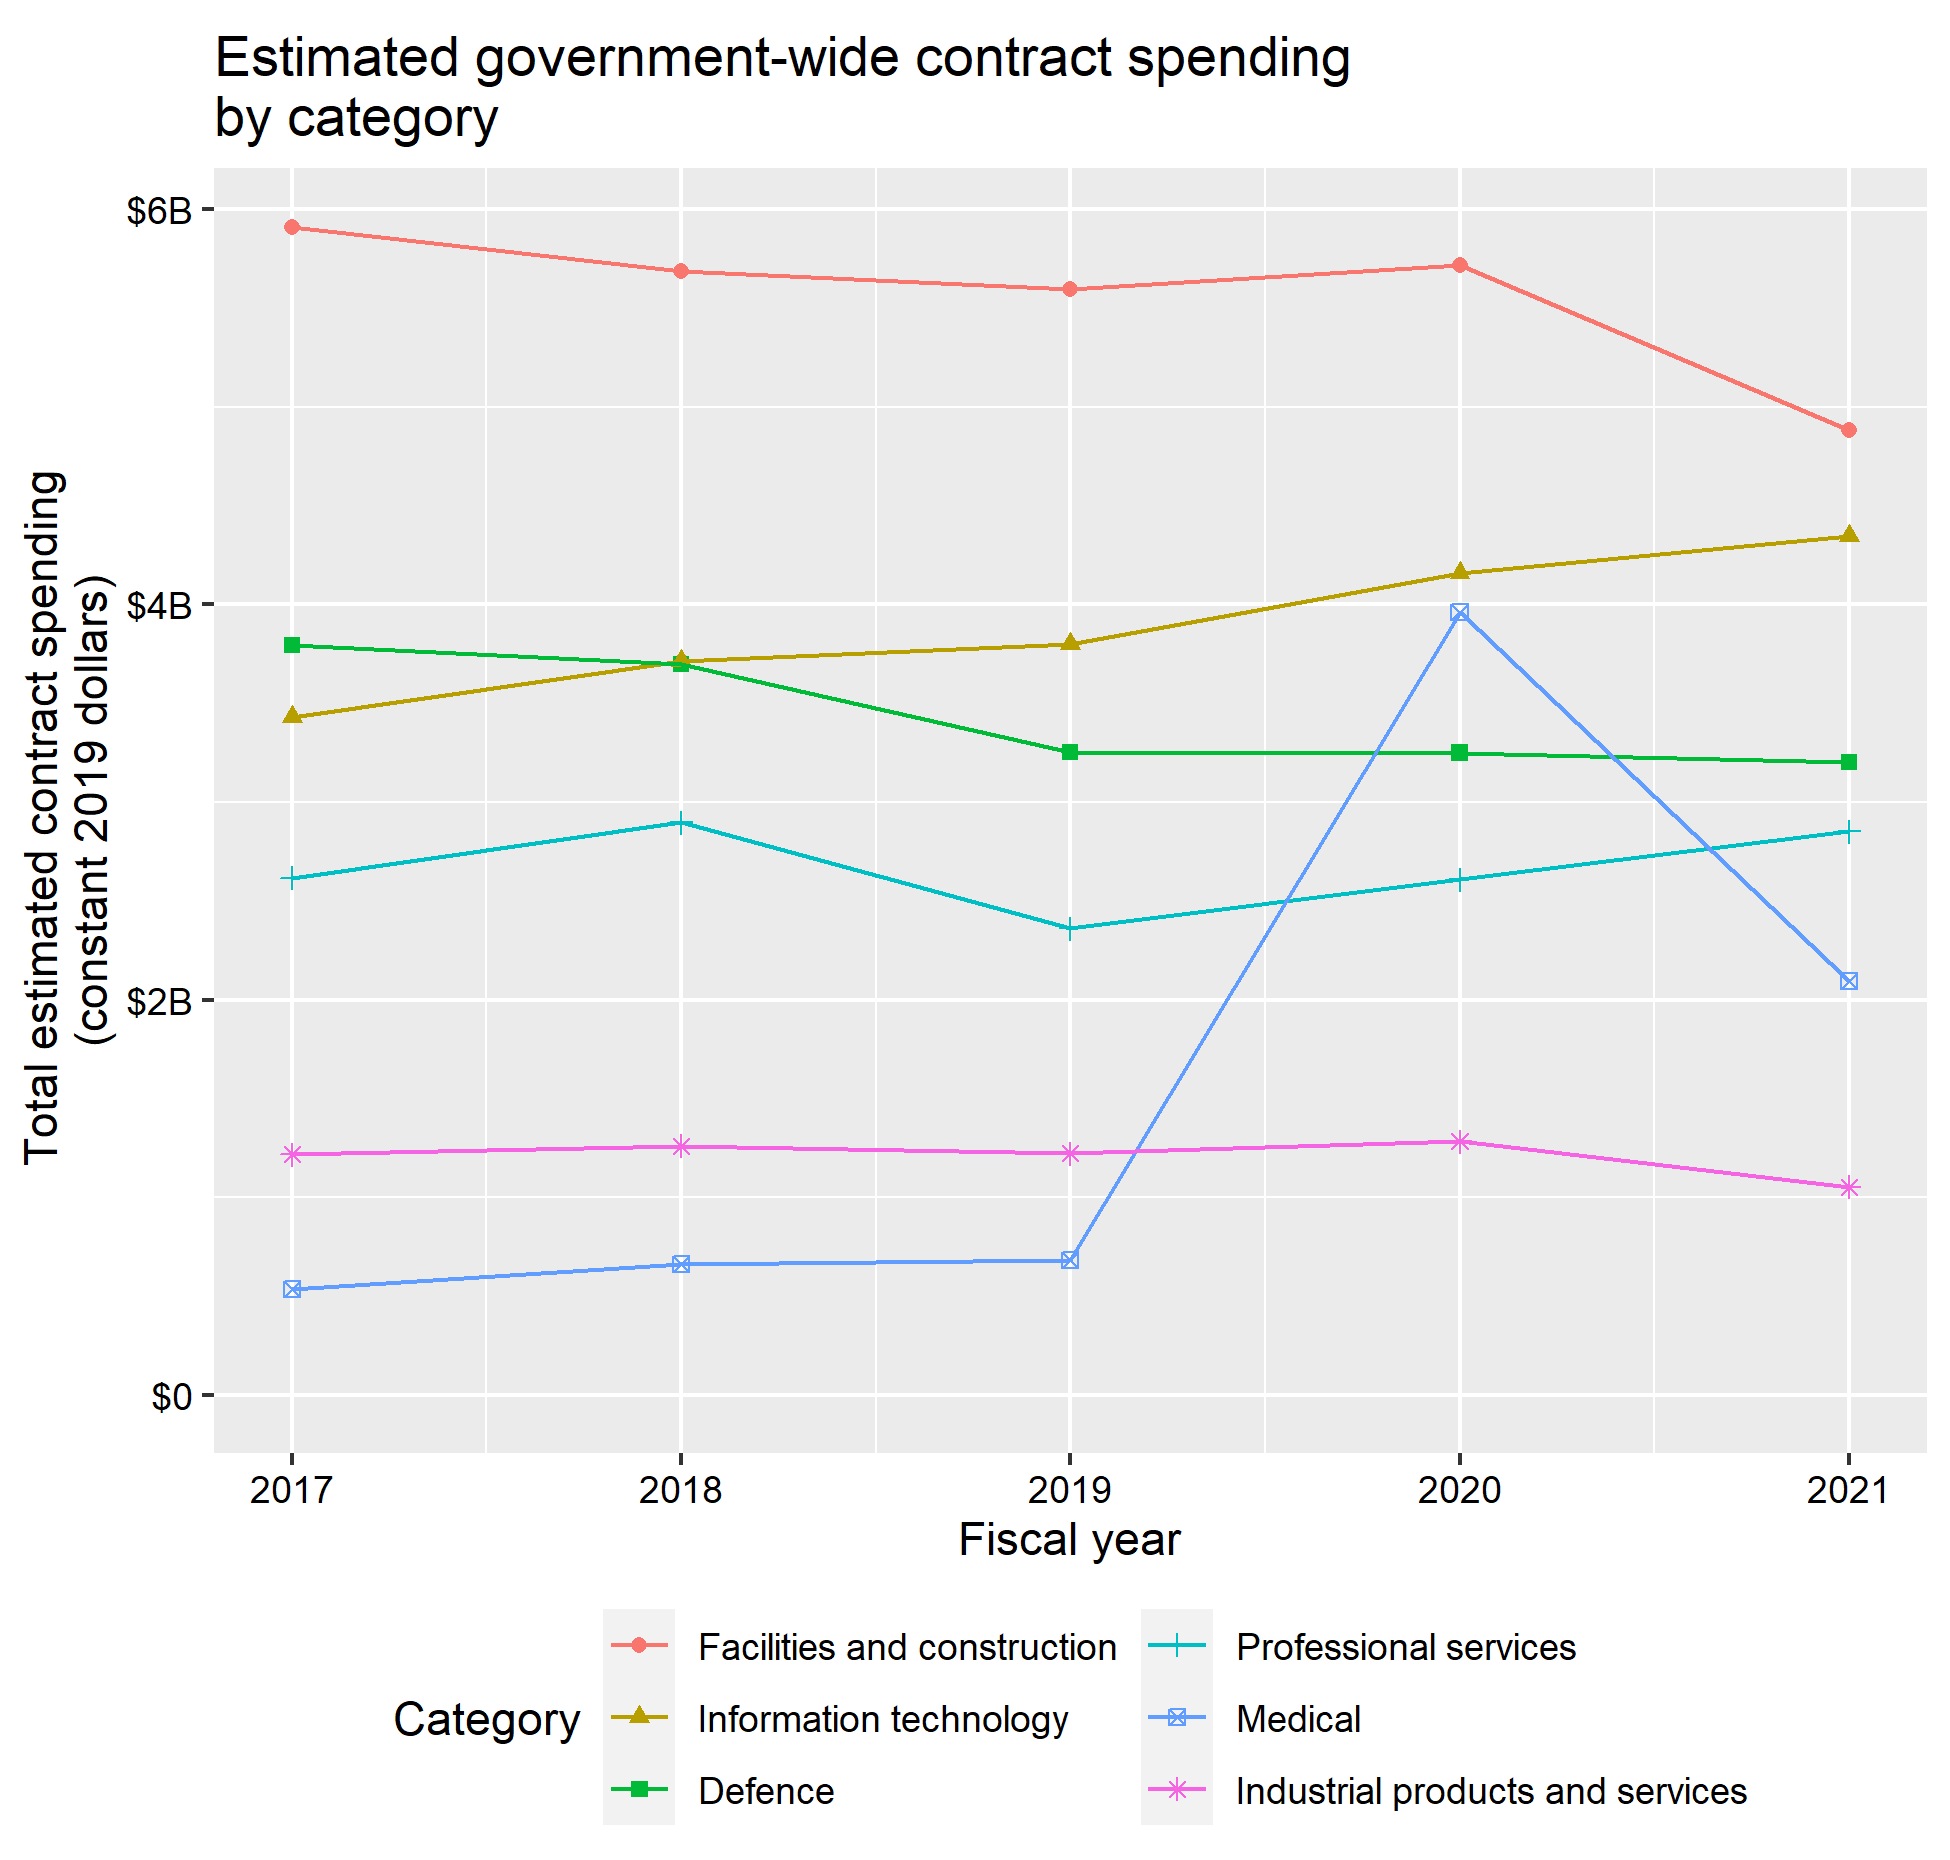 Estimated government-wide contract spending
by category
Total estimated contract spending
(constant 2019 dollars)
$6B
$4B
$2B
$0
2017 2018 2019 2020 2021
Fiscal year
Category
Facilities and construction
Information technology
Defence
Professional services
Medical
Industrial products and services